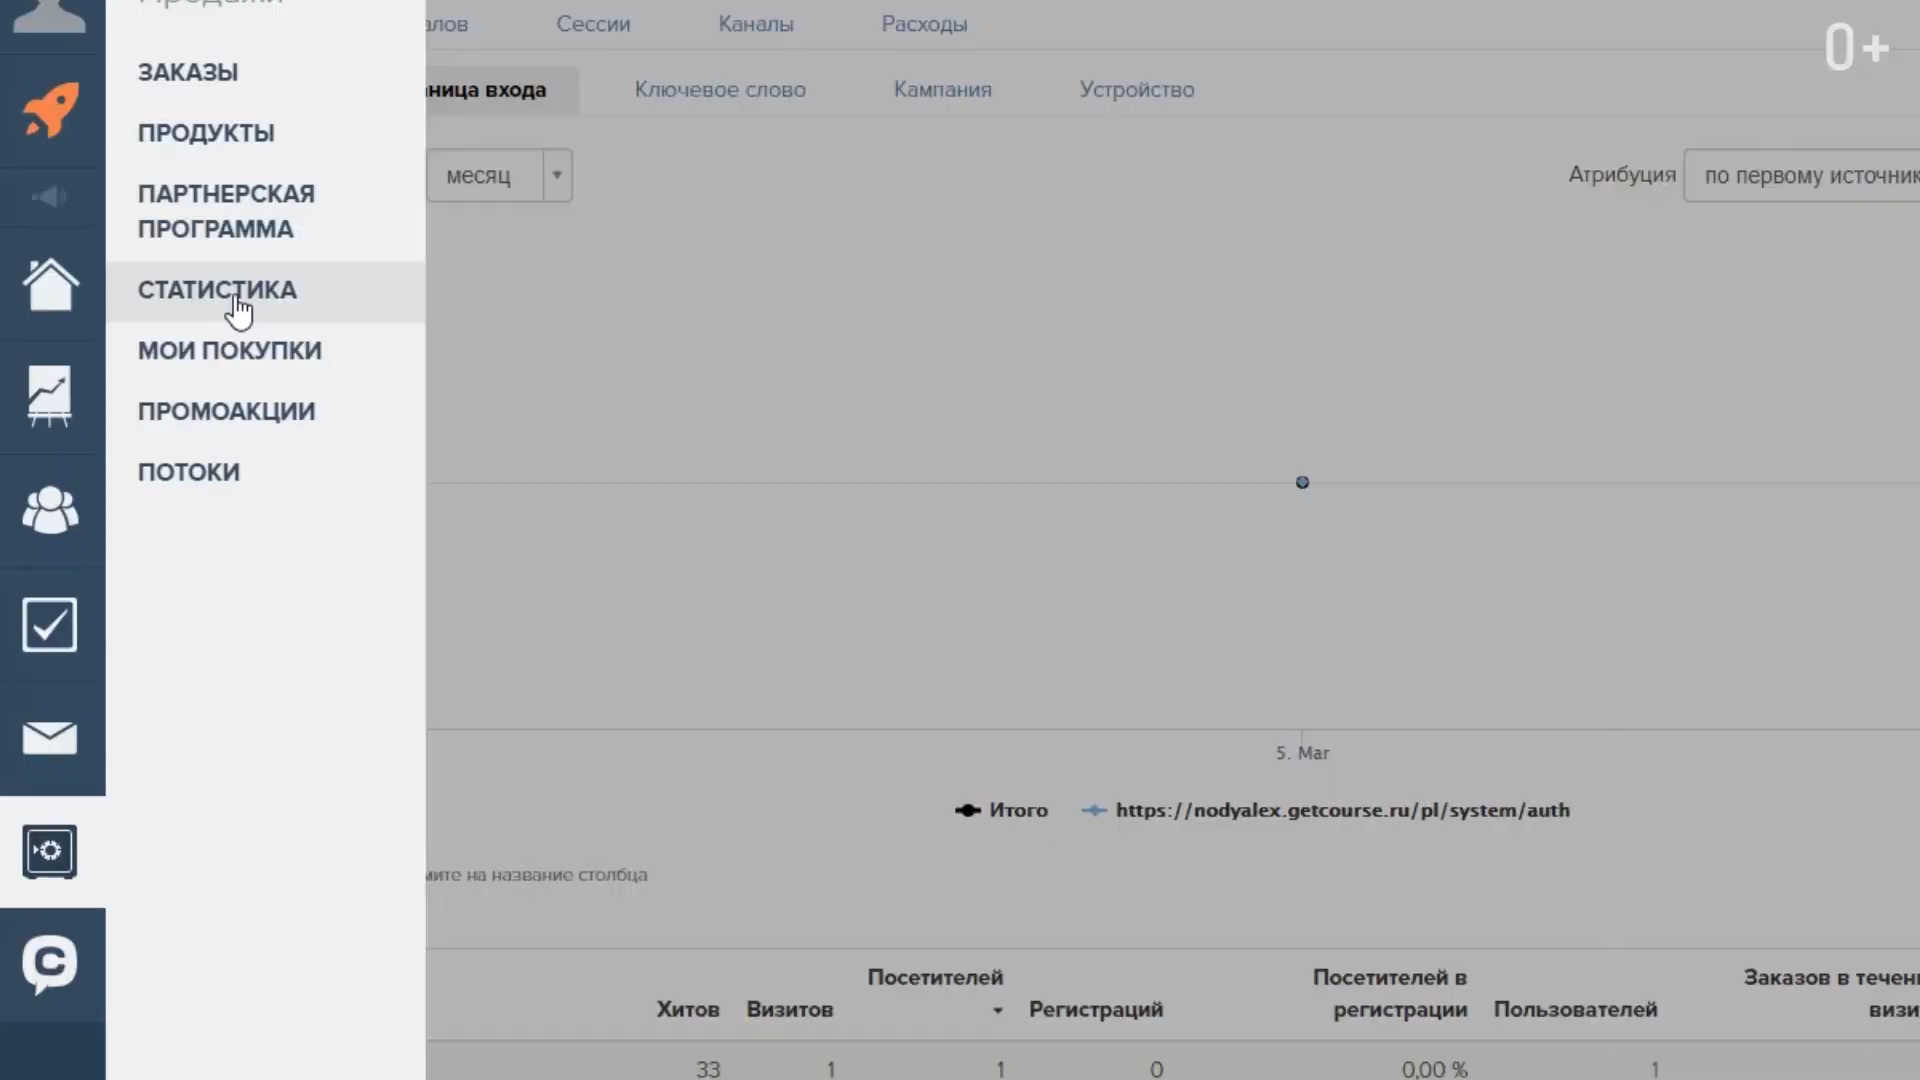 Продажи
ЗАКАЗЫ
ПРОДУКТЫ
ПАРТНЕРСКАЯ
ПРОГРАММА
СТАТИСТИКА
МОИ ПОКУПКИ
ПРОМОАКЦИИ
ПОТОКИ
алов Сессии Каналы Расходы
0+
ница входа Ключевое слово Кампания Устройство
месяц
Атрибуция по первому источник
5. Mar
Итого https://nodyalex.getcourse.ru/pl/system/auth
мите на название столбца
Хитов Визитов Посетителей Регистраций Посетителей в регистрации Пользователей Заказов в течен визи
33 1 1 0 0,00 % 1